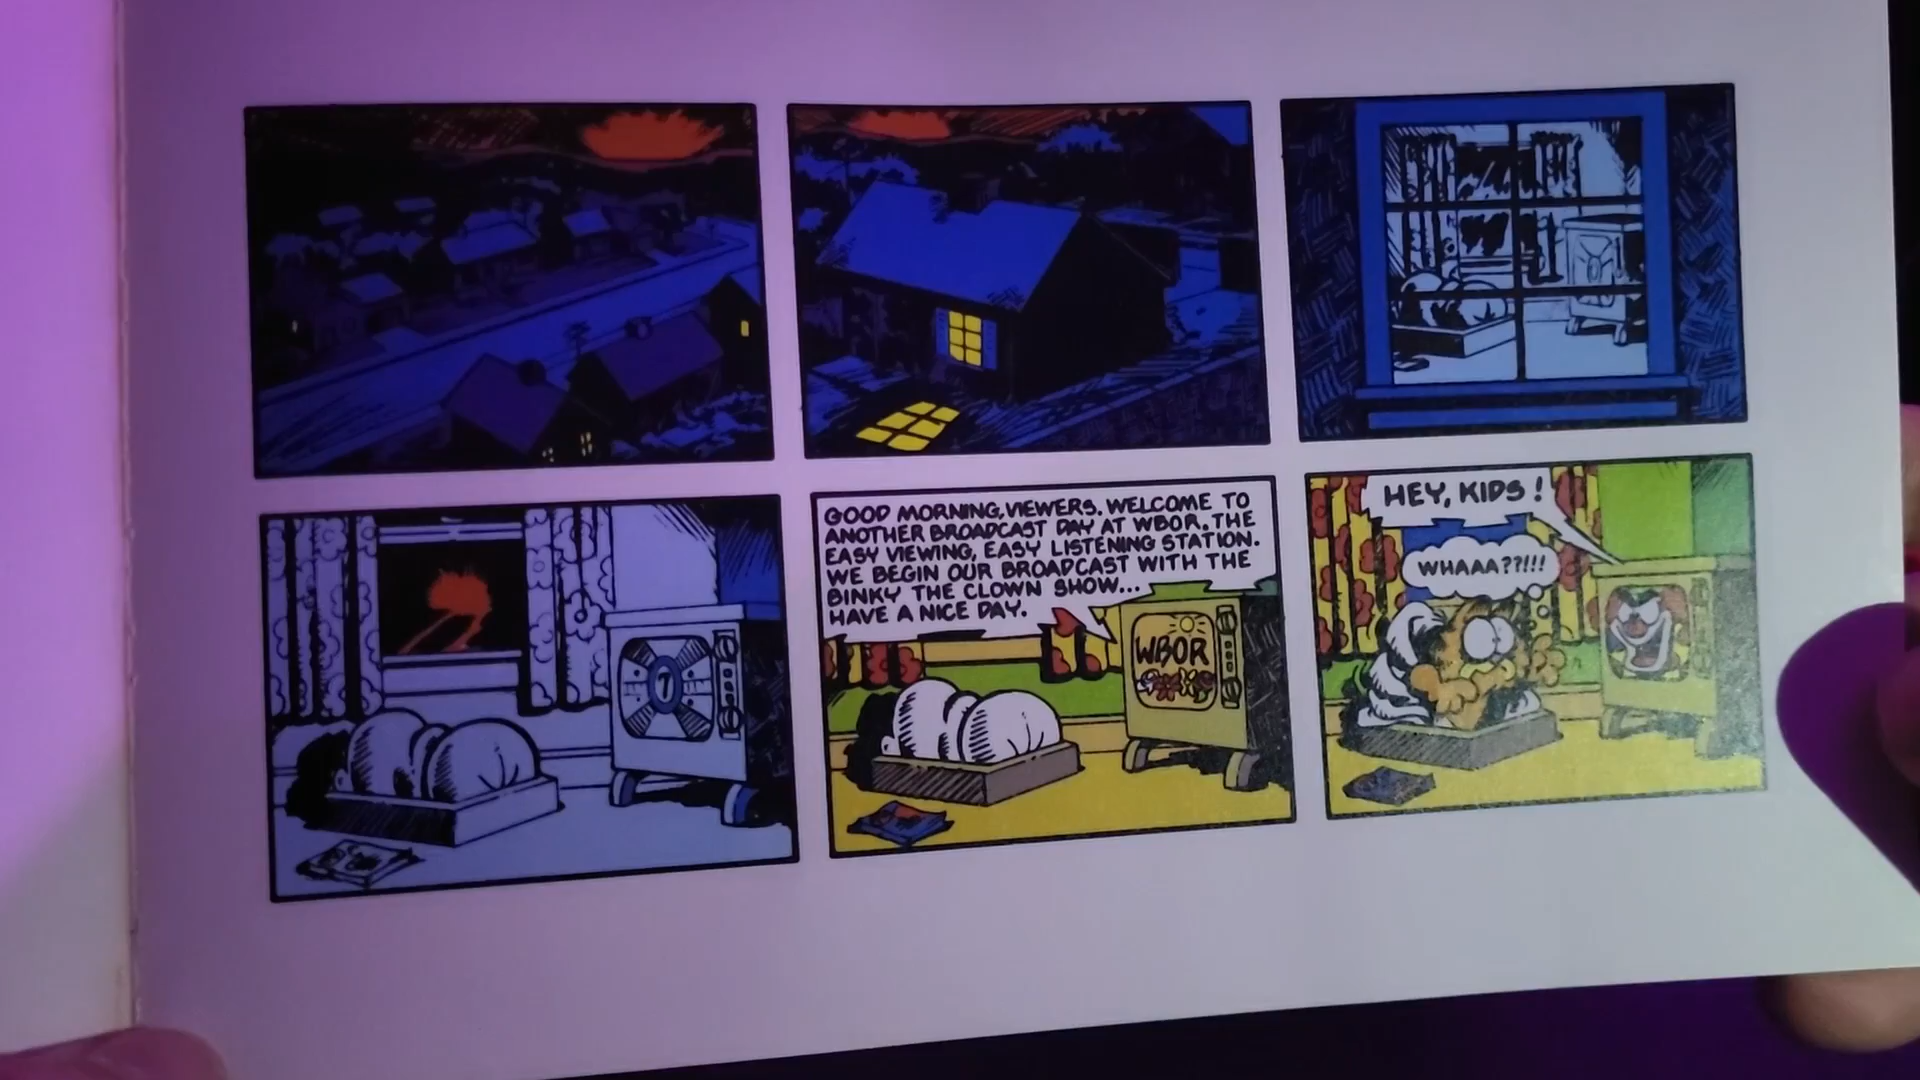 7
GOOD MORNING, VIEWERS. WELCOME TO
ANOTHER BROADCAST DAY AT WBOR, THE
EASY VIEWING, EASY LISTENING STATION.
WE BEGIN OUR BROADCAST WITH THE
BINKY THE CLOWN SHOW...
HAVE A NICE DAY.
WBOR
HEY, KIDS!
WHAAA??!!!